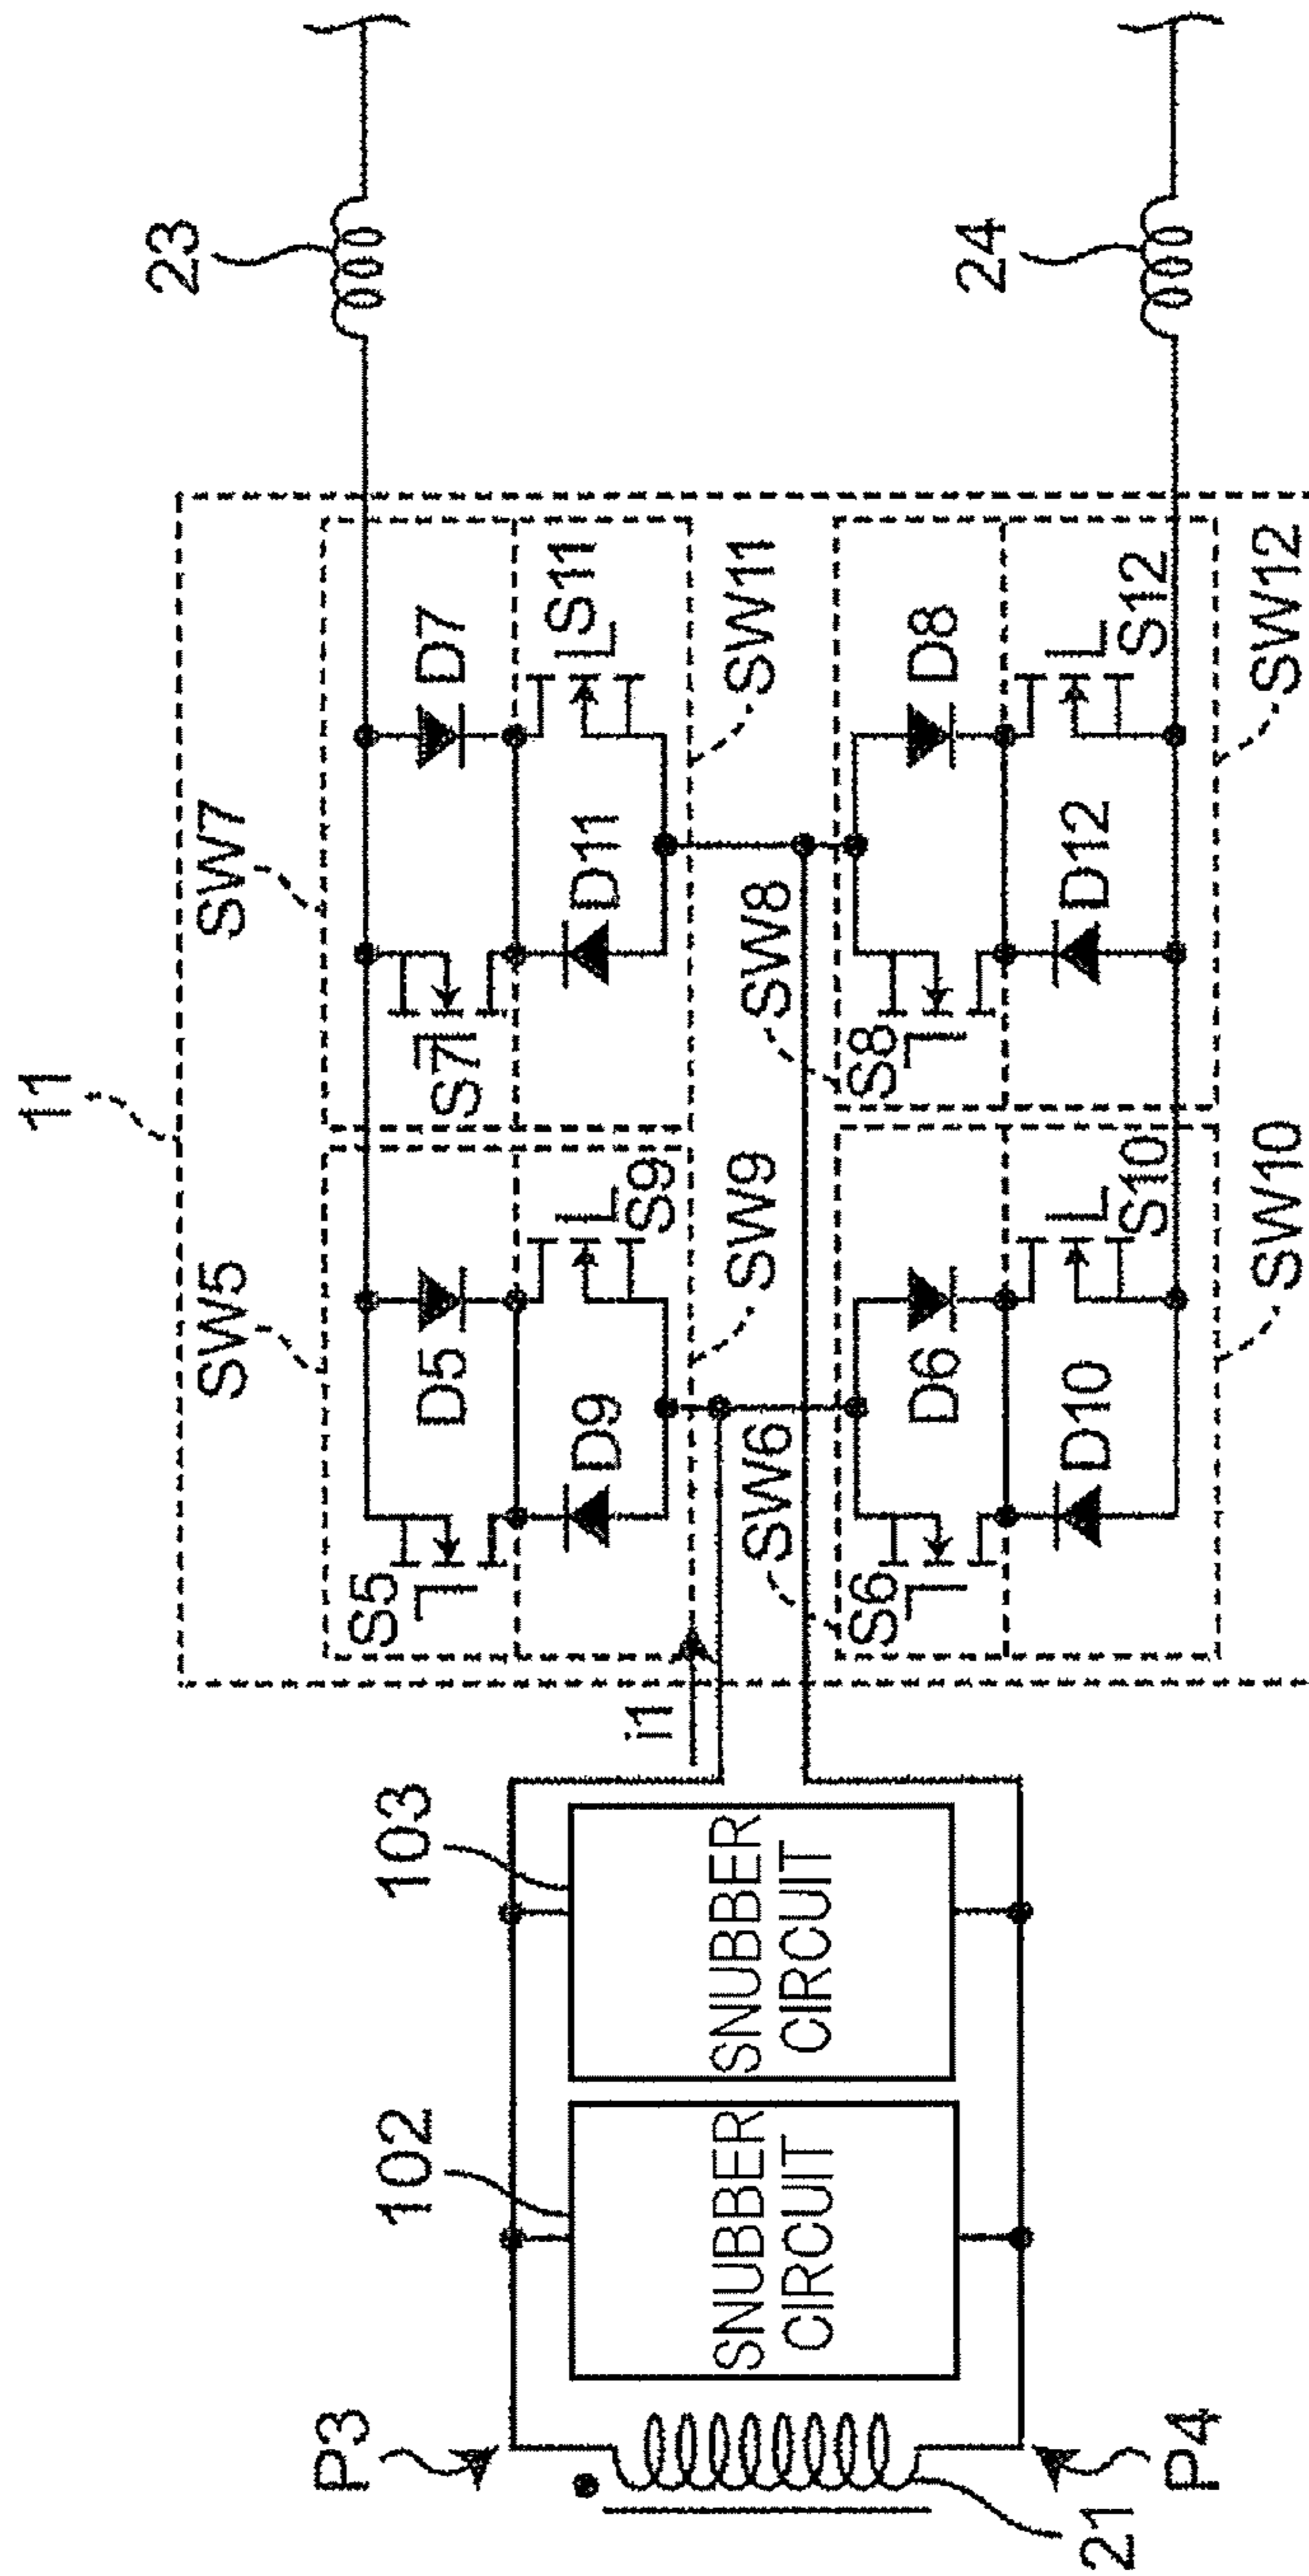 11
23
SW5
SW7
P3
S5
102
103
D5
S7
D7
D9
D11
S11
i1
S9
SNUBBER
CIRCUIT
SNUBBER
CIRCUIT
SW9
SW11
SW6
SW8
S6
S8
D6
D8
24
D10
D12
21
S10
S12
P4
SW10
SW12